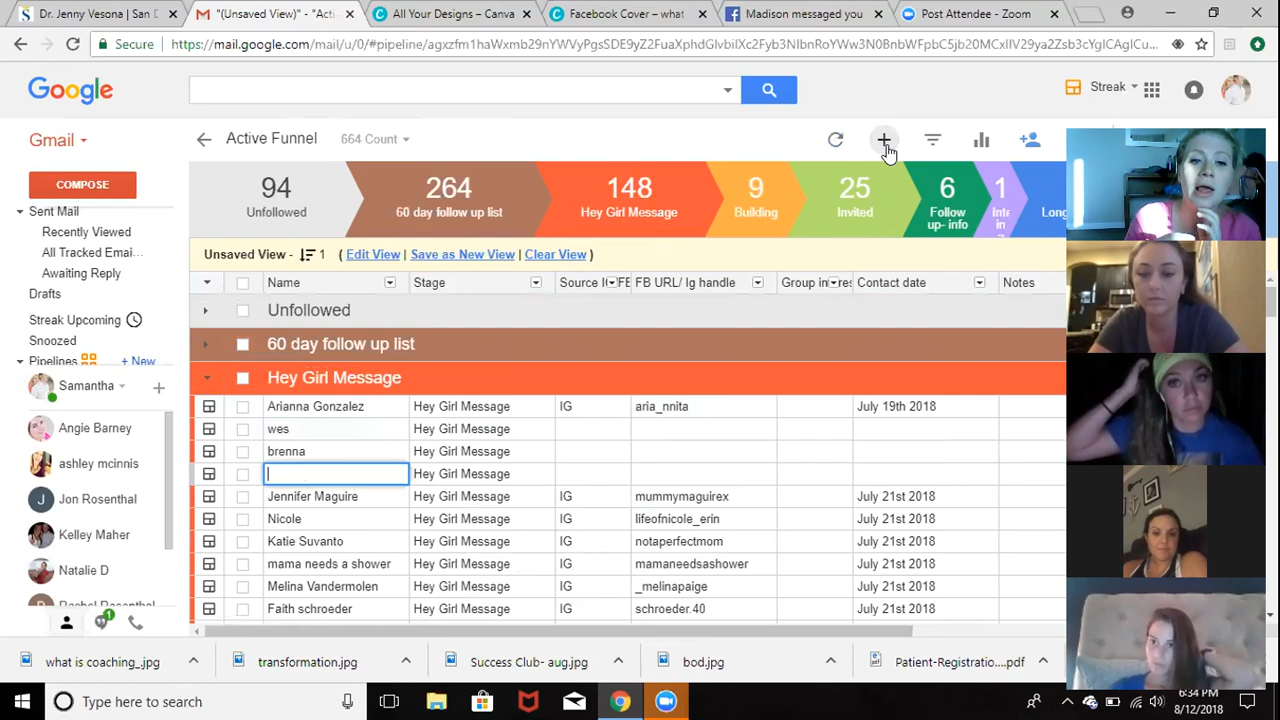 Dr. Jenny Vesona | San D
"(Unsaved View)" - "Acti
All Your Designs – Canva
Facebook Cover – what
Madison messaged you
Post Attendee - Zoom
Secure
Google
Streak
Gmail
Active Funnel
664 Count
COMPOSE
Sent Mail
Recently Viewed
All Tracked Emai...
Awaiting Reply
Drafts
Streak Upcoming
Snoozed
Pipelines
+ New
Samantha
Angie Barney
ashley mcinnis
Jon Rosenthal
Kelley Maher
Natalie D
Rachel Rosenthal
1
94
Unfollowed
264
60 day follow up list
148
Hey Girl Message
9
Building
25
Invited
6
Follow
up- info
1
Inte
in
Long
Unsaved View - 1 ( Edit View | Save as New View | Clear View )
Name Stage FB URL/ Ig handle Contact date Notes
Unfollowed
60 day follow up list
Hey Girl Message
Arianna Gonzalez Hey Girl Message IG aria_nnita July 19th 2018
wes Hey Girl Message
brenna Hey Girl Message
Hey Girl Message
Jennifer Maguire Hey Girl Message IG mummymaguirex July 21st 2018
Nicole Hey Girl Message IG lifeofnicole_erin July 21st 2018
Katie Suvanto Hey Girl Message IG notaperfectmom July 21st 2018
mama needs a shower Hey Girl Message IG mamaneedsashower July 21st 2018
Melina Vandermolen Hey Girl Message IG _melinapaige July 21st 2018
Faith schroeder Hey Girl Message IG schroeder.40 July 21st 2018
what is coaching_.jpg
transformation.jpg
Success Club- aug.jpg
bod.jpg
Patient-Registratio....pdf
Type here to search
6:34 PM
8/12/2018